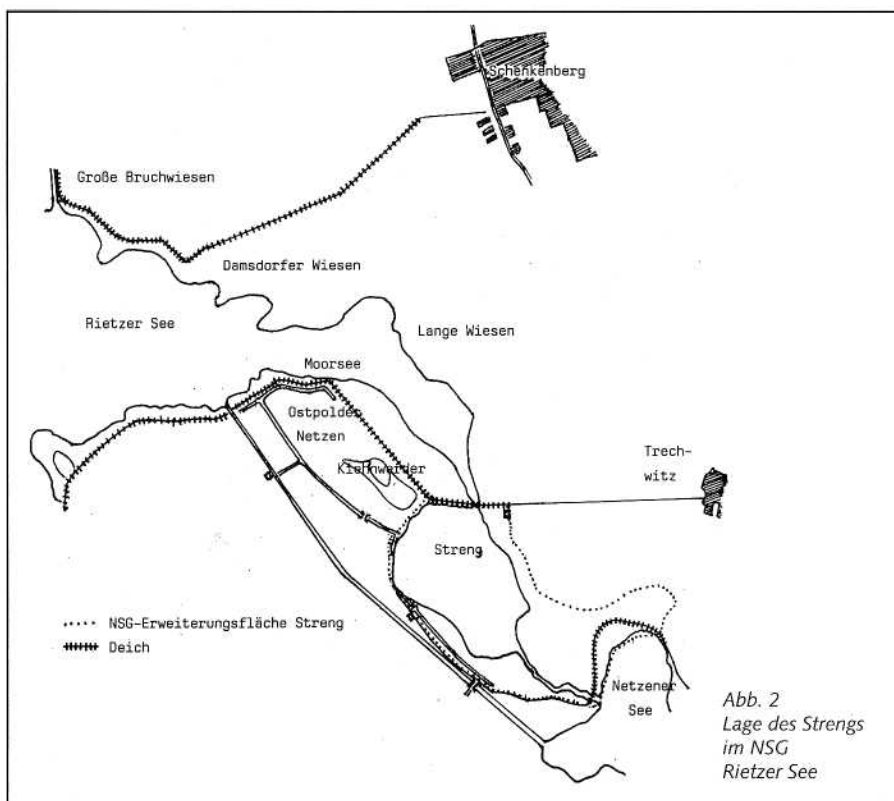 Schenkenberg
Große Bruchwiesen
Damsdorfer Wiesen
Rietzer See
Lange Wiesen
Moorsee
Ostpolder
Netzen
Kiehnwerder
Trech-
witz
Streng
NSG-Erweiterungsfläche Streng
Deich
Netzener
See
Abb. 2
Lage des Strengs
im NSG
Rietzer See